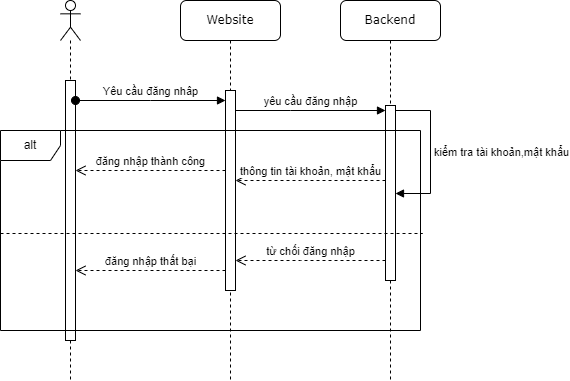 Website
Backend
Yêu cầu đăng nhâp
yêu cầu đăng nhập
alt
kiểm tra tài khoản,mật khẩu
đăng nhập thành công
thông tin tài khoản, mật khẩu
từ chối đăng nhập
đăng nhập thất bại